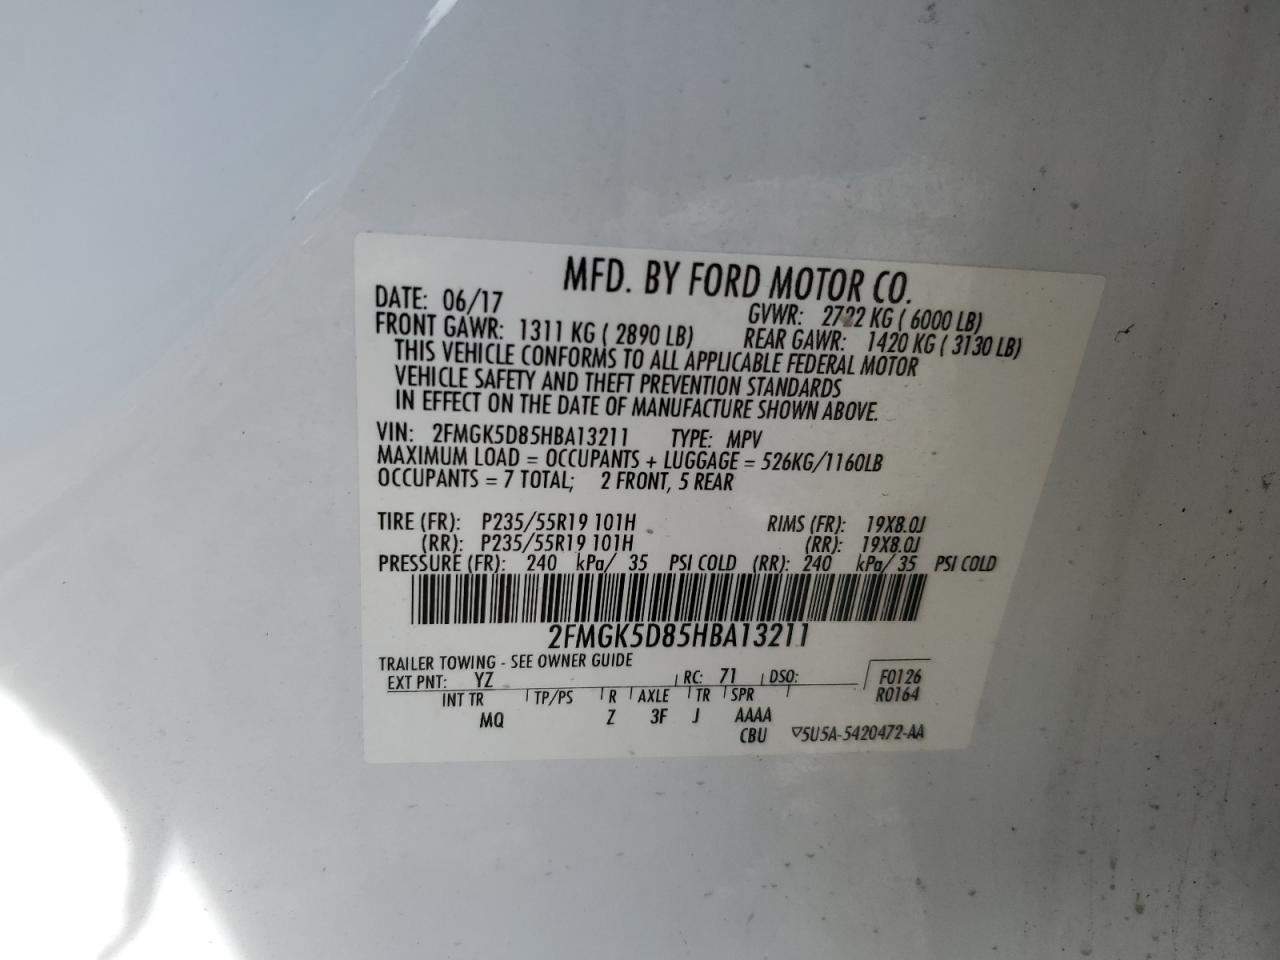 MFD. BY FORD MOTOR CO.
DATE: 06/17 GVWR: 2722 KG ( 6000 LB)
FRONT GAWR: 1311 KG ( 2890 LB) REAR GAWR: 1420 KG ( 3130 LB)
THIS VEHICLE CONFORMS TO ALL APPLICABLE FEDERAL MOTOR
VEHICLE SAFETY AND THEFT PREVENTION STANDARDS
IN EFFECT ON THE DATE OF MANUFACTURE SHOWN ABOVE.
VIN: 2FMGK5D85HBA13211 TYPE: MPV
MAXIMUM LOAD = OCCUPANTS + LUGGAGE = 526KG/1160LB
OCCUPANTS = 7 TOTAL; 2 FRONT, 5 REAR
TIRE (FR): P235/55R19 101H RIMS (FR): 19X8.0J
(RR): P235/55R19 101H (RR): 19X8.0J
PRESSURE (FR): 240 kPa/ 35 PSI COLD (RR): 240 kPa/ 35 PSI COLD
2FMGK5D85HBA13211
TRAILER TOWING - SEE OWNER GUIDE
EXT PNT: YZ RC: 71 DSO: F0126
INT TR TP/PS R AXLE TR SPR R0164
MQ Z 3F J AAAA
CBU ▽5U5A-5420472-AA